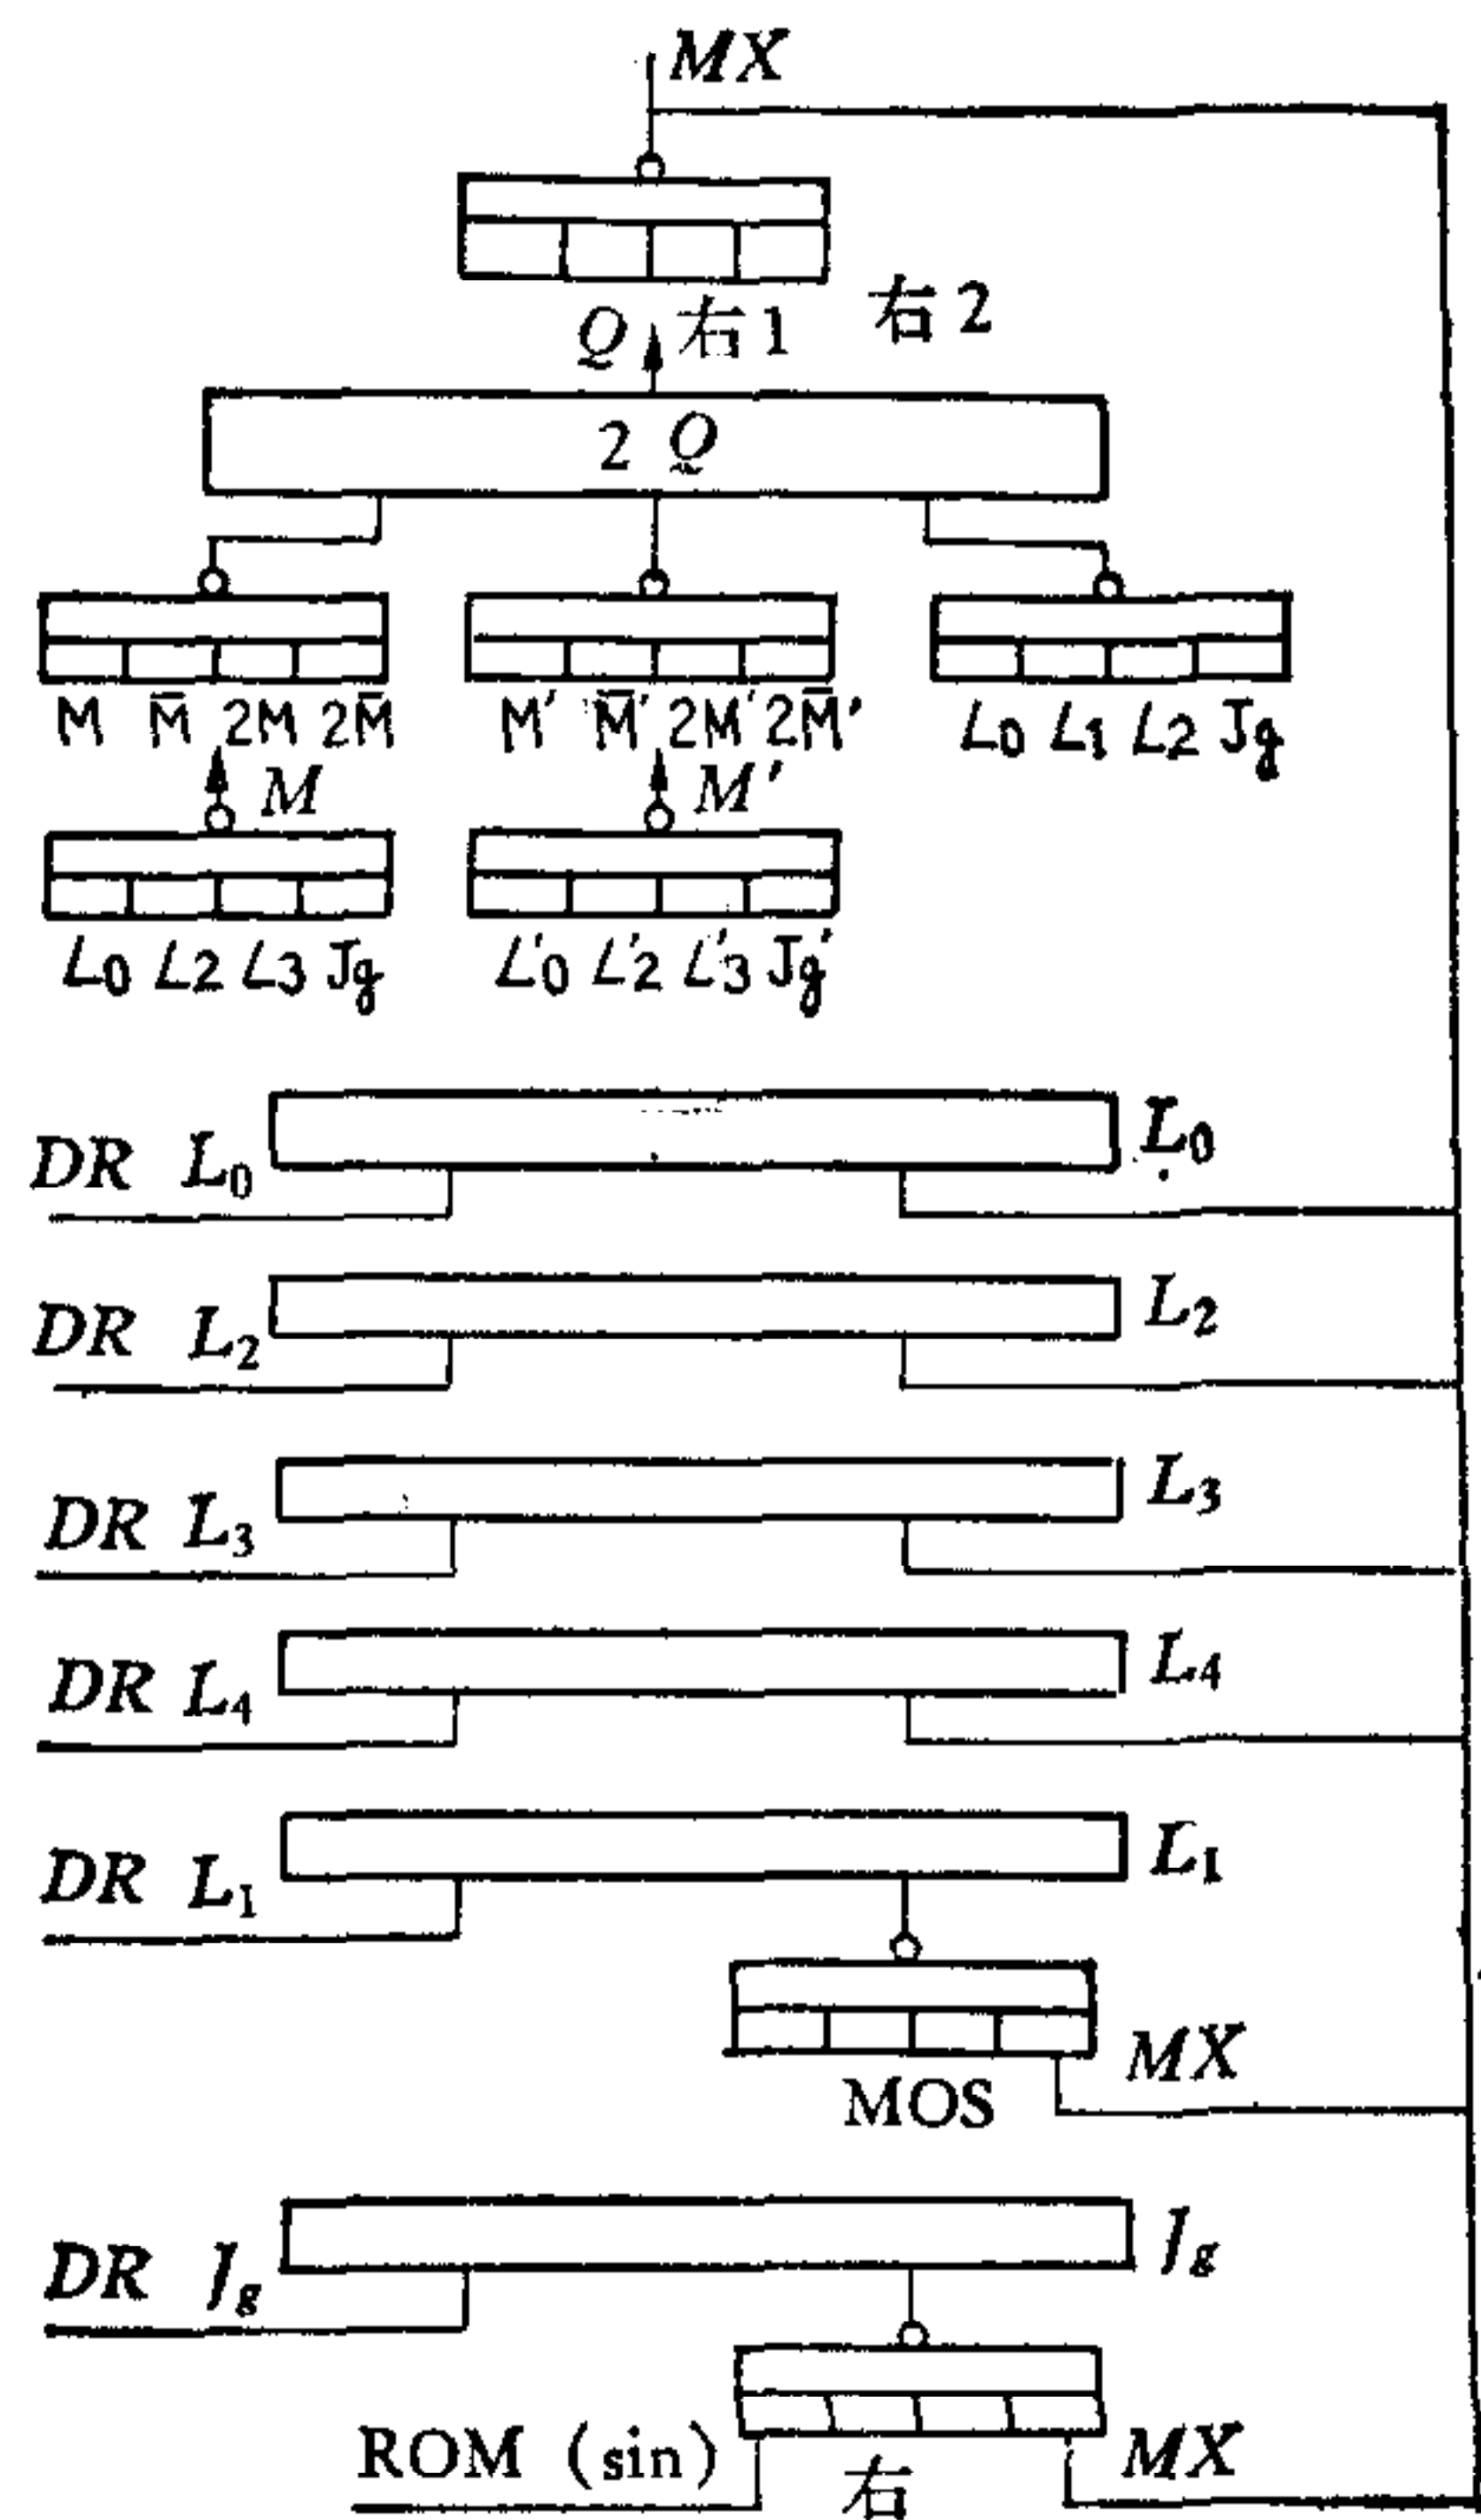 MX
Q 右1 右2
2 Q
M M̅ 2M 2M̅
M′ M̅′ 2M′ 2M̅′
L₀ L₁ L₂ Jg
M
M′
L₀ L₂ L₃ Jg
L′₀ L′₂ L′₃ Jg′
DR L₀
L₀
DR L₂
L₂
DR L₃
L₃
DR L₄
L₄
DR L₁
L₁
MOS
MX
DR Jg
Jg
ROM (sin)
右
MX